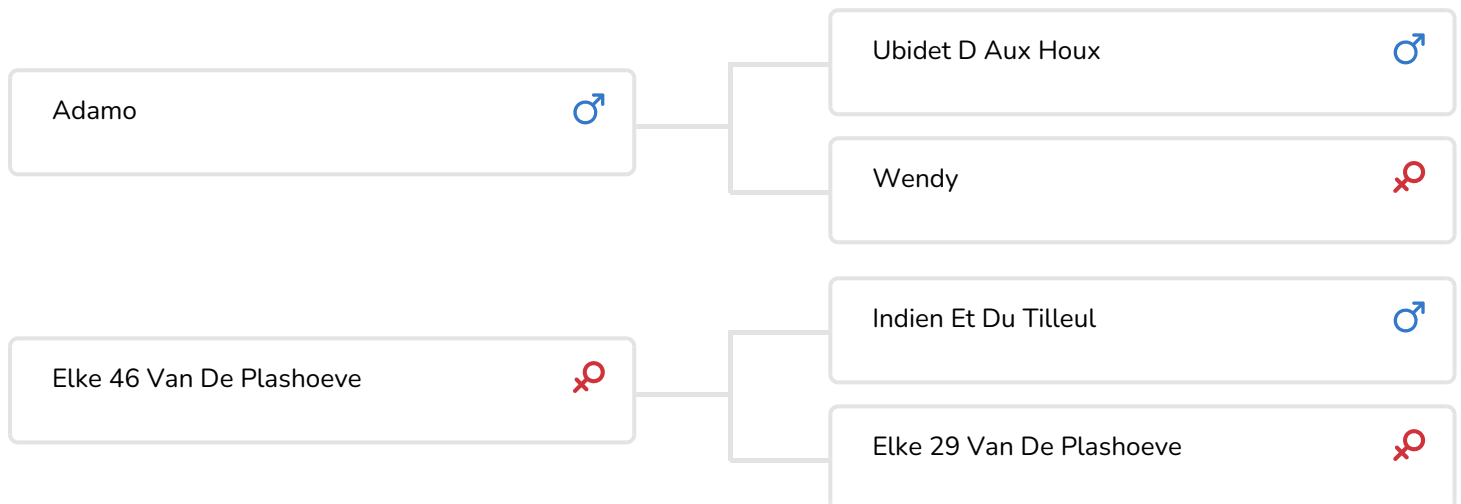 Ubidet D Aux Houx
Adamo
Wendy
Indien Et Du Tilleul
Elke 46 Van De Plashoeve
Elke 29 Van De Plashoeve